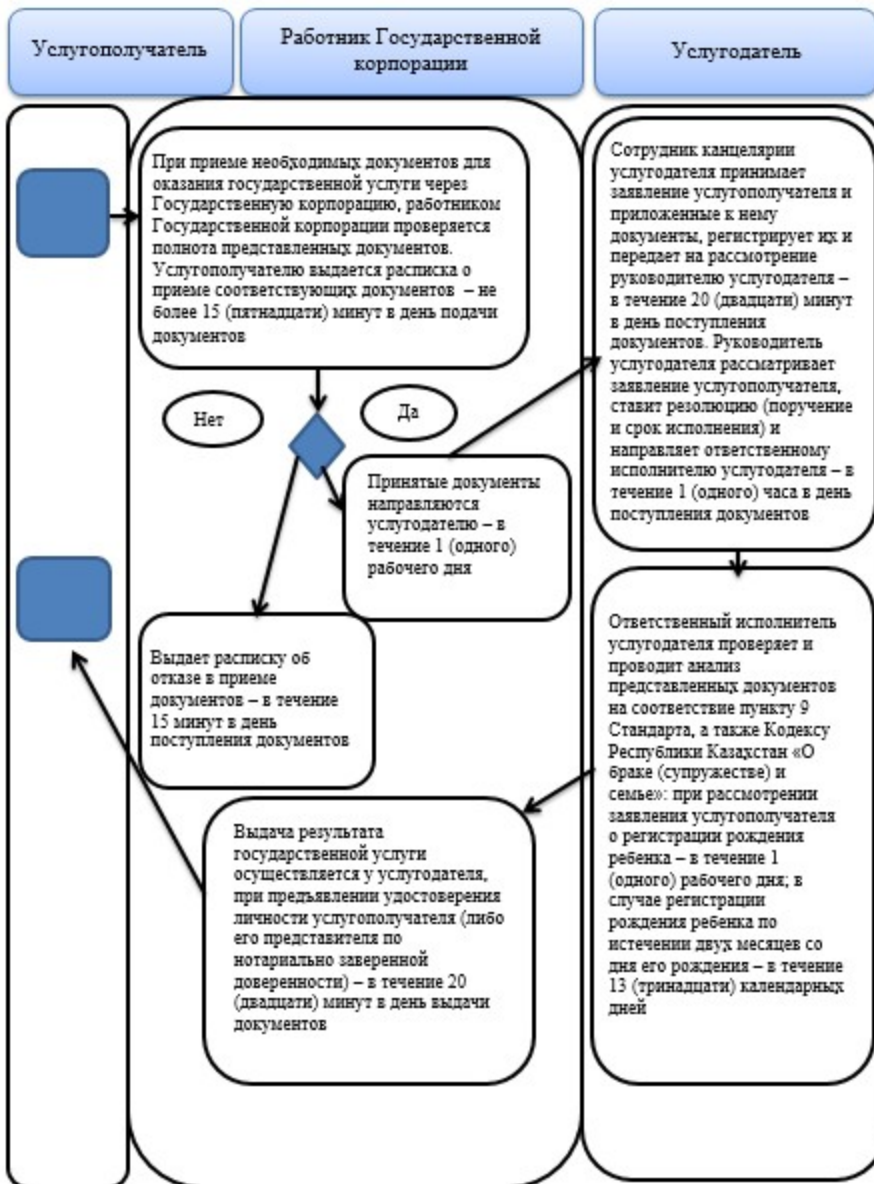 Услугополучатель
Работник Государственной
корпорации
Услугодатель
При приеме необходимых документов для
оказания государственной услуги через
Государственную корпорацию, работником
Государственной корпорации проверяется
полнота представленных документов.
Услугополучателю выдается расписка о
приеме соответствующих документов – не
более 15 (пятнадцати) минут в день подачи
документов
Нет
Да
Принятые документы
направляются
услугодателю – в
течение 1 (одного)
рабочего дня
Выдает расписку об
отказе в приеме
документов – в течение
15 минут в день
поступления документов
Сотрудник канцелярии
услугодателя принимает
заявление услугополучателя и
приложенные к нему
документы, регистрирует их и
передает на рассмотрение
руководителю услугодателя –
в течение 20 (двадцати) минут
в день поступления
документов. Руководитель
услугодателя рассматривает
заявление услугополучателя,
ставит резолюцию (поручение
и срок исполнения) и
направляет ответственному
исполнителю услугодателя – в
течение 1 (одного) часа в день
поступления документов
Ответственный исполнитель
услугодателя проверяет и
проводит анализ
представленных документов
на соответствие пункту 9
Стандарта, а также Кодексу
Республики Казахстан «О
браке (супружестве) и
семье»: при рассмотрении
заявления услугополучателя
о регистрации рождения
ребенка – в течение 1
(одного) рабочего дня; в
случае регистрации
рождения ребенка по
истечении двух месяцев со
дня его рождения – в течение
13 (тринадцати) календарных
дней
Выдача результата
государственной услуги
осуществляется у услугодателя,
при предъявлении удостоверения
личности услугополучателя (либо
его представителя по
нотариально заверенной
доверенности) – в течение 20
(двадцати) минут в день выдачи
документов